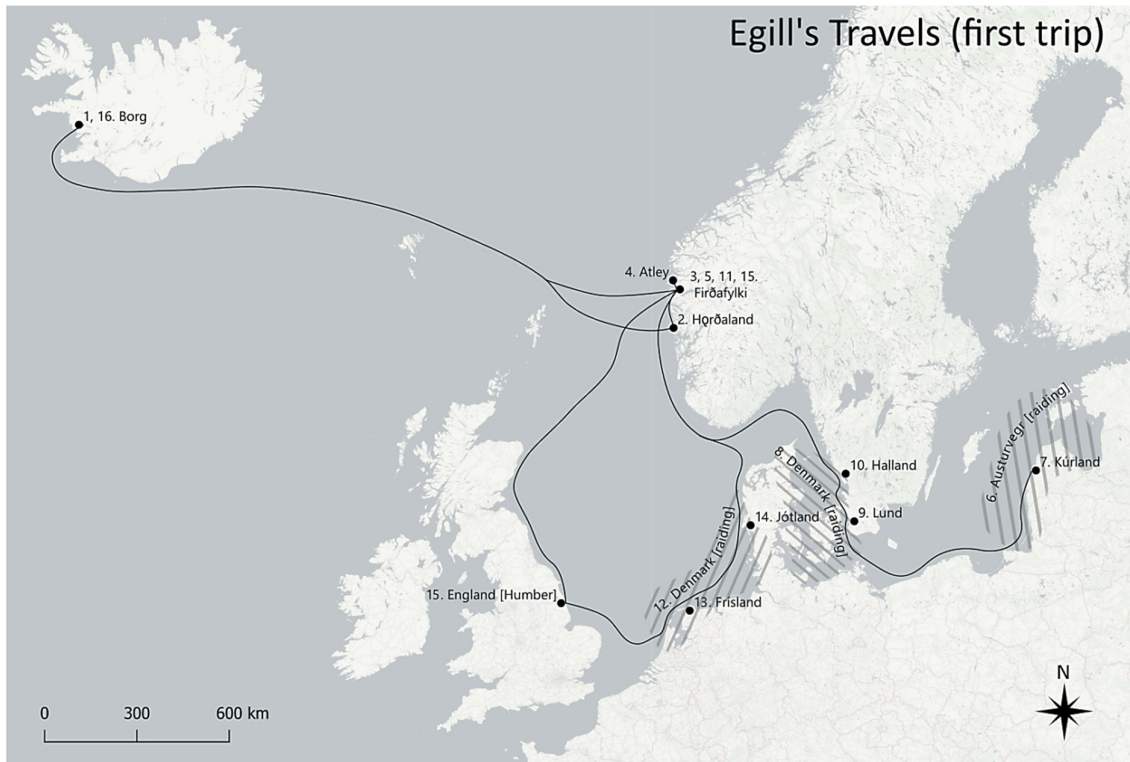 Egill's Travels (first trip)
1, 16. Borg
4. Atley
3, 5, 11, 15.
Firðafylki
2. Hǫrðaland
6. Austurvegr [raiding]
7. Kúrland
8. Denmark [raiding]
10. Halland
9. Lund
14. Jótland
12. Denmark [raiding]
13. Frísland
15. England [Humber]
N
0 300 600 km